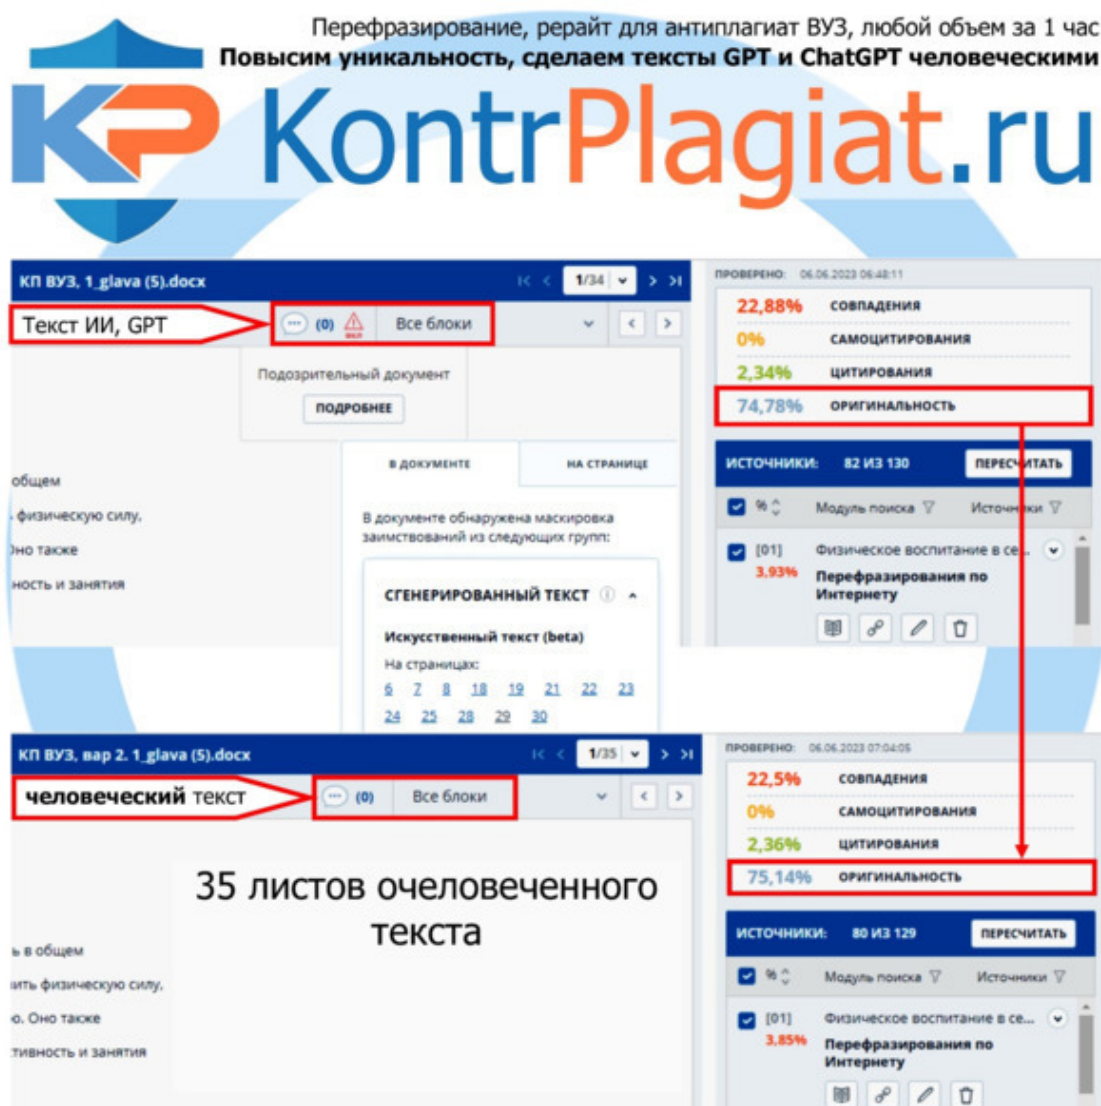 Перефразирование, рерайт для антиплагиат ВУЗ, любой объем за 1 час
Повысим уникальность, сделаем тексты GPT и ChatGPT человеческими
KP KontrPlagiat.ru
КП ВУЗ, 1_glava (5).docx
1/34
Текст ИИ, GPT
(0)
Все блоки
Подозрительный документ
ПОДРОБНЕЕ
общем
физическую силу.
Оно также
ность и занятия
В ДОКУМЕНТЕ
НА СТРАНИЦЕ
В документе обнаружена маскировка
заимствований из следующих групп:
СГЕНЕРИРОВАННЫЙ ТЕКСТ
Искусственный текст (beta)
На страницах:
6 7 8 18 19 21 22 23
24 25 28 29 30
ПРОВЕРЕНО: 06.06.2023 06:48:11
22,88% СОВПАДЕНИЯ
0% САМОЦИТИРОВАНИЯ
2,34% ЦИТИРОВАНИЯ
74,78% ОРИГИНАЛЬНОСТЬ
ИСТОЧНИКИ: 82 ИЗ 130 ПЕРЕСЧИТАТЬ
% Модуль поиска Источники
[01] Физическое воспитание в се...
3,93% Перефразирования по
Интернету
КП ВУЗ, вар 2. 1_glava (5).docx
1/35
человеческий текст
(0)
Все блоки
35 листов очеловеченного
текста
ь в общем
ить физическую силу,
о. Оно также
тивность и занятия
ПРОВЕРЕНО: 06.06.2023 07:04:05
22,5% СОВПАДЕНИЯ
0% САМОЦИТИРОВАНИЯ
2,36% ЦИТИРОВАНИЯ
75,14% ОРИГИНАЛЬНОСТЬ
ИСТОЧНИКИ: 80 ИЗ 129 ПЕРЕСЧИТАТЬ
% Модуль поиска Источники
[01] Физическое воспитание в се...
3,85% Перефразирования по
Интернету